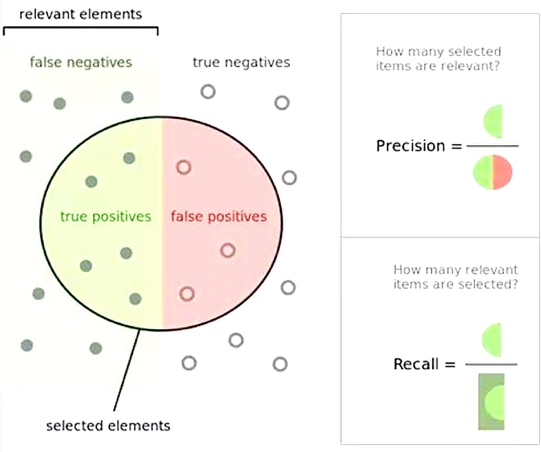 relevant elements
false negatives
true negatives
true positives
false positives
selected elements
How many selected
items are relevant?
Precision =
How many relevant
items are selected?
Recall =